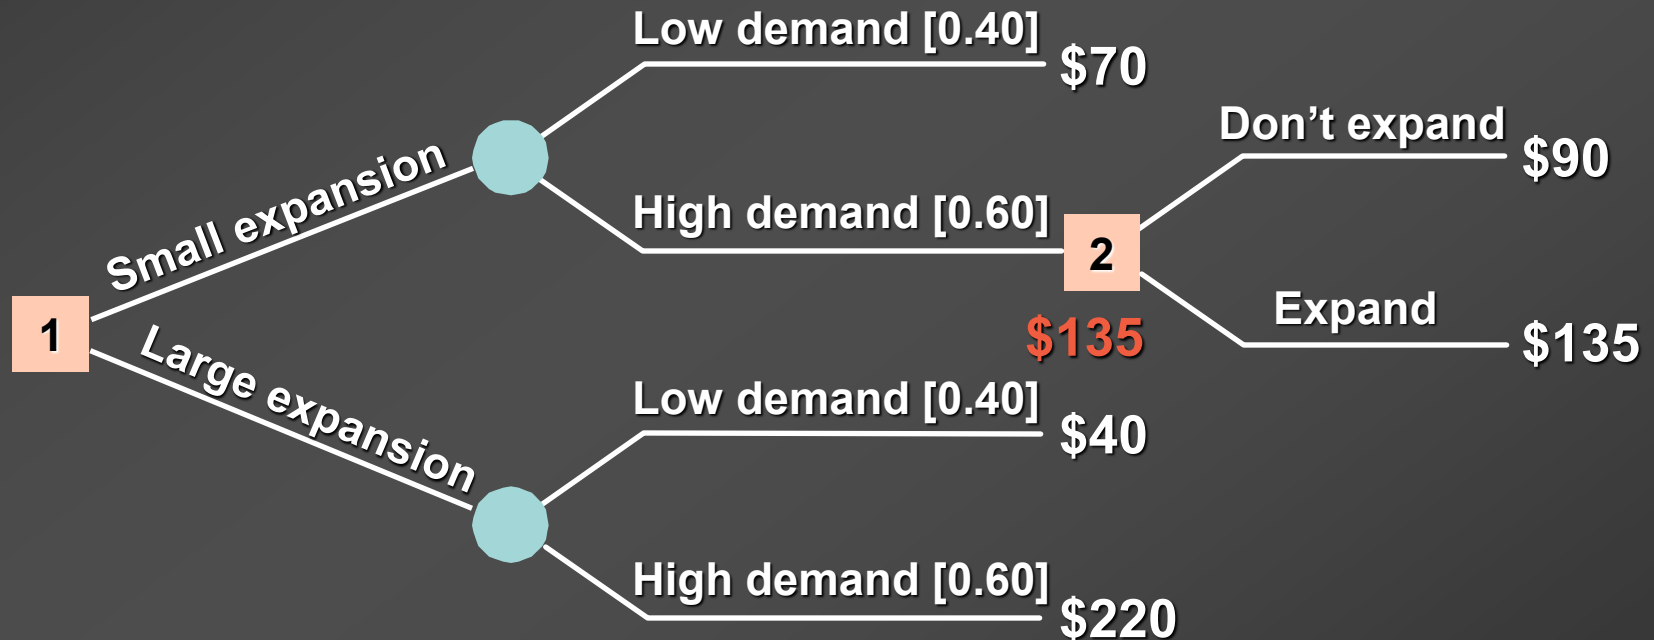 Low demand [0.40]
$70
Don’t expand
$90
Small expansion
High demand [0.60]
2
Expand
$135
$135
1
Large expansion
Low demand [0.40]
$40
High demand [0.60]
$220